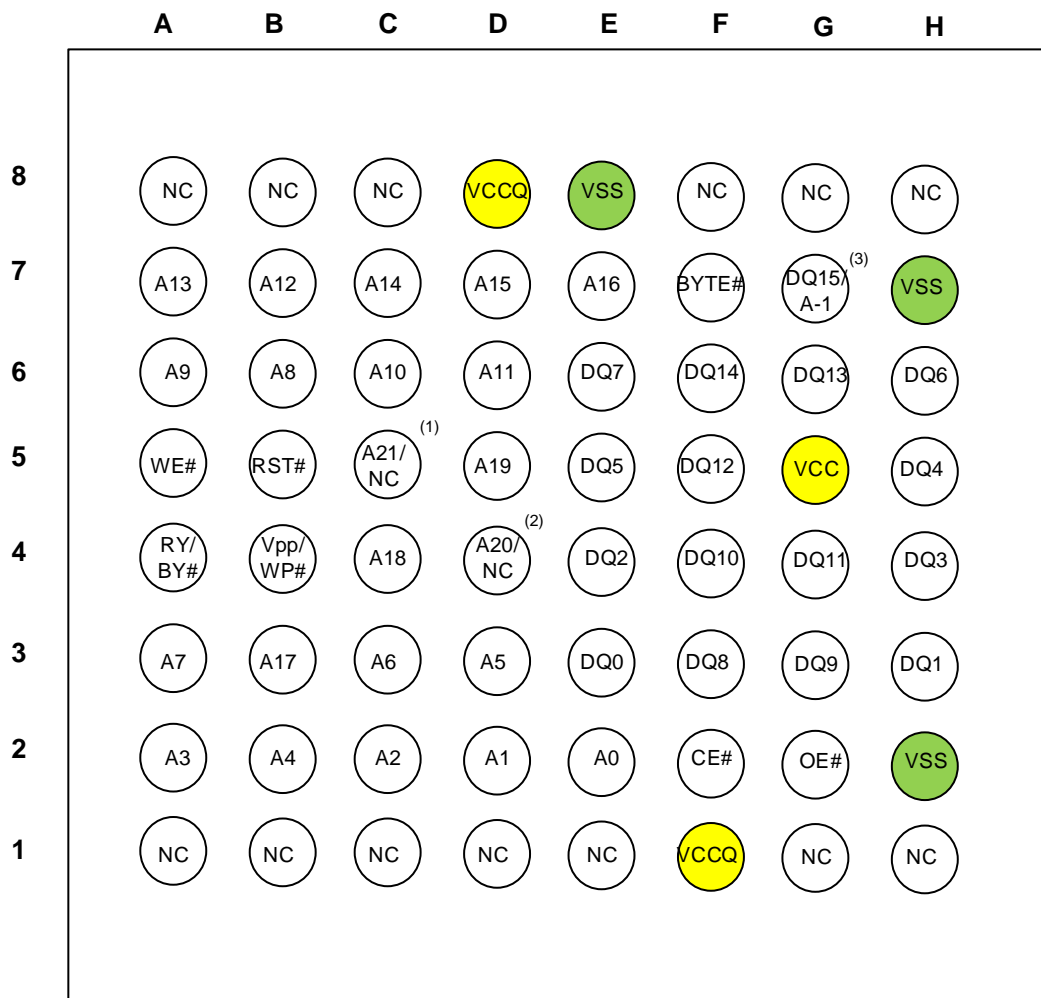 A B C D E F G H
8 NC NC NC VCCQ VSS NC NC NC
7 A13 A12 A14 A15 A16 BYTE# DQ15/ A-1 (3) VSS
6 A9 A8 A10 A11 DQ7 DQ14 DQ13 DQ6
5 WE# RST# A21/ NC (1) A19 DQ5 DQ12 VCC DQ4
4 RY/ BY# Vpp/ WP# A18 A20/ NC (2) DQ2 DQ10 DQ11 DQ3
3 A7 A17 A6 A5 DQ0 DQ8 DQ9 DQ1
2 A3 A4 A2 A1 A0 CE# OE# VSS
1 NC NC NC NC NC VCCQ NC NC